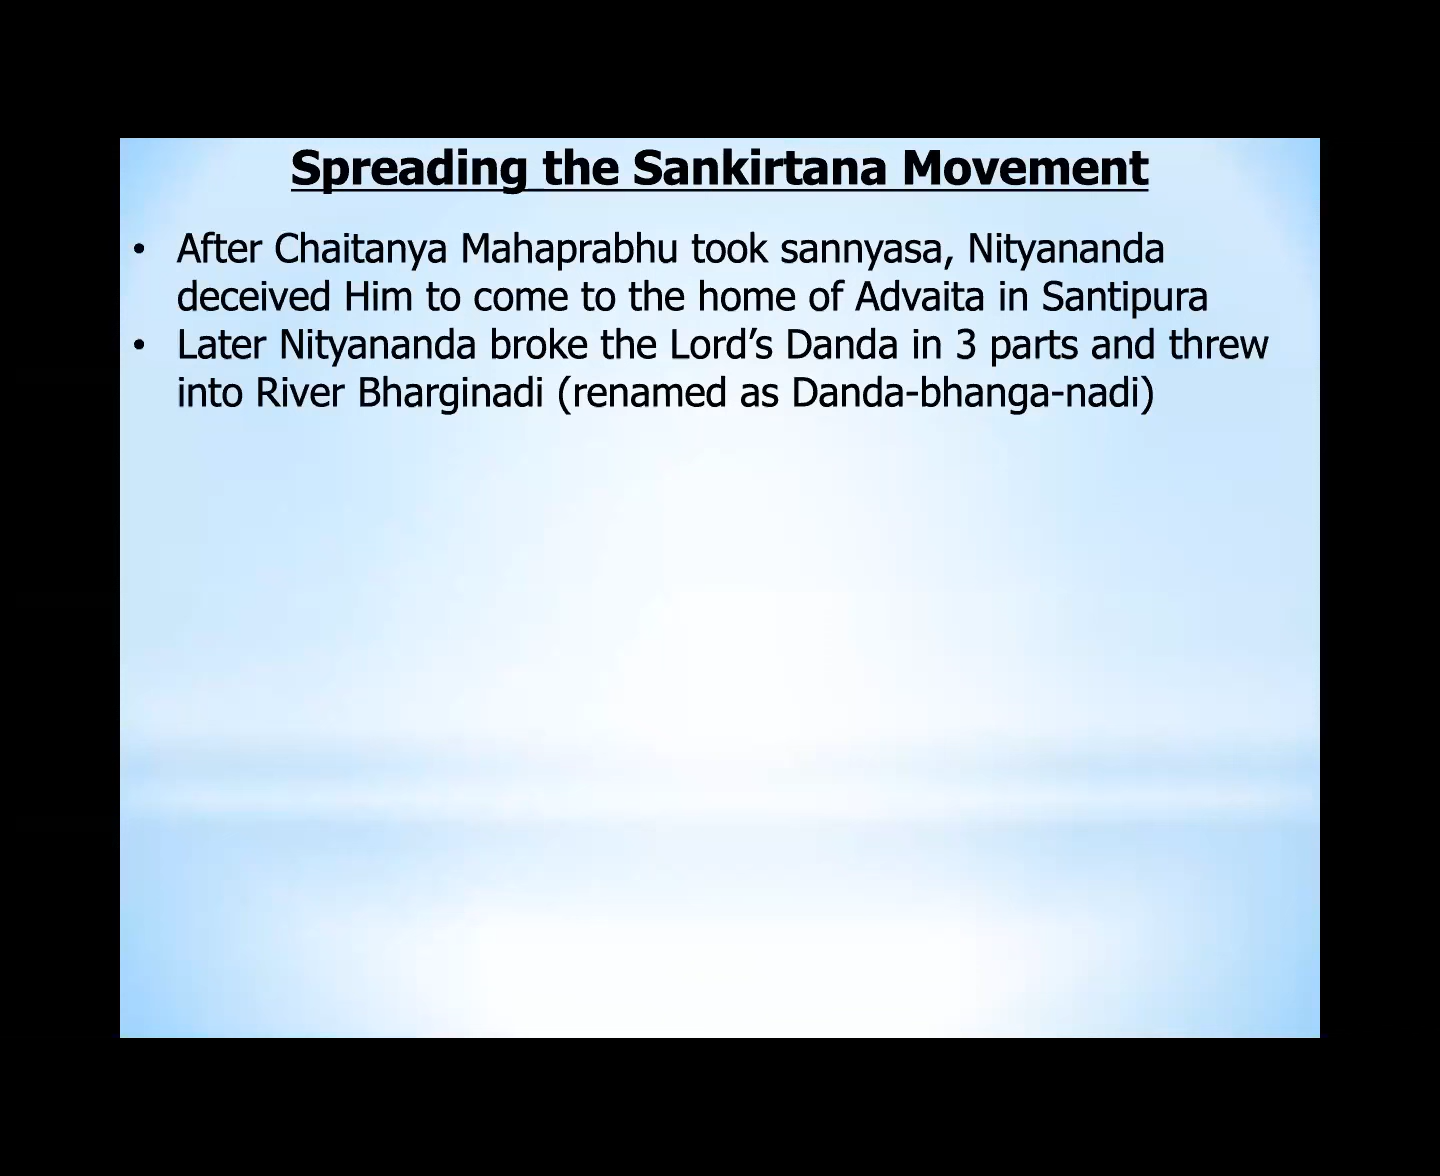 Spreading the Sankirtana Movement
• After Chaitanya Mahaprabhu took sannyasa, Nityananda
deceived Him to come to the home of Advaita in Santipura
• Later Nityananda broke the Lord’s Danda in 3 parts and threw
into River Bharginadi (renamed as Danda-bhanga-nadi)